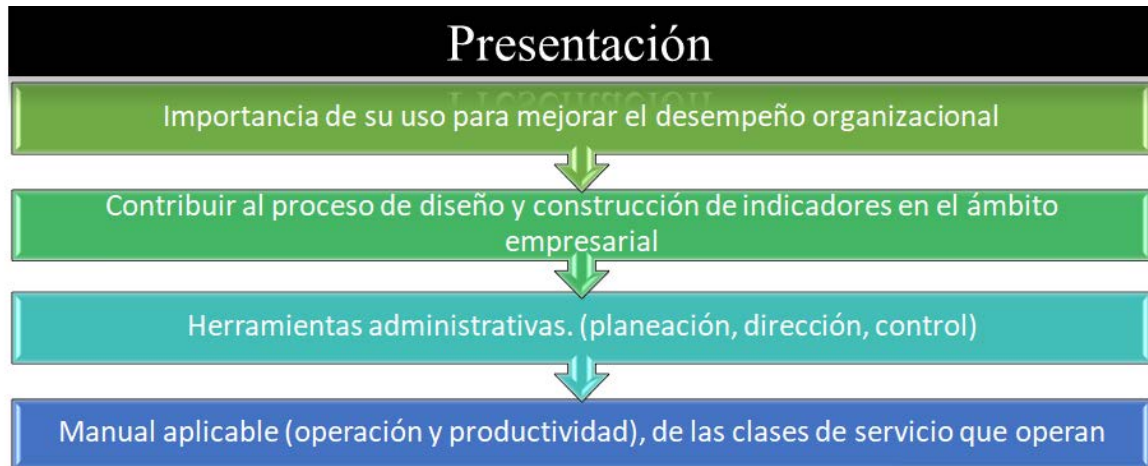 Presentación
Importancia de su uso para mejorar el desempeño organizacional
Contribuir al proceso de diseño y construcción de indicadores en el ámbito
empresarial
Herramientas administrativas. (planeación, dirección, control)
Manual aplicable (operación y productividad), de las clases de servicio que operan